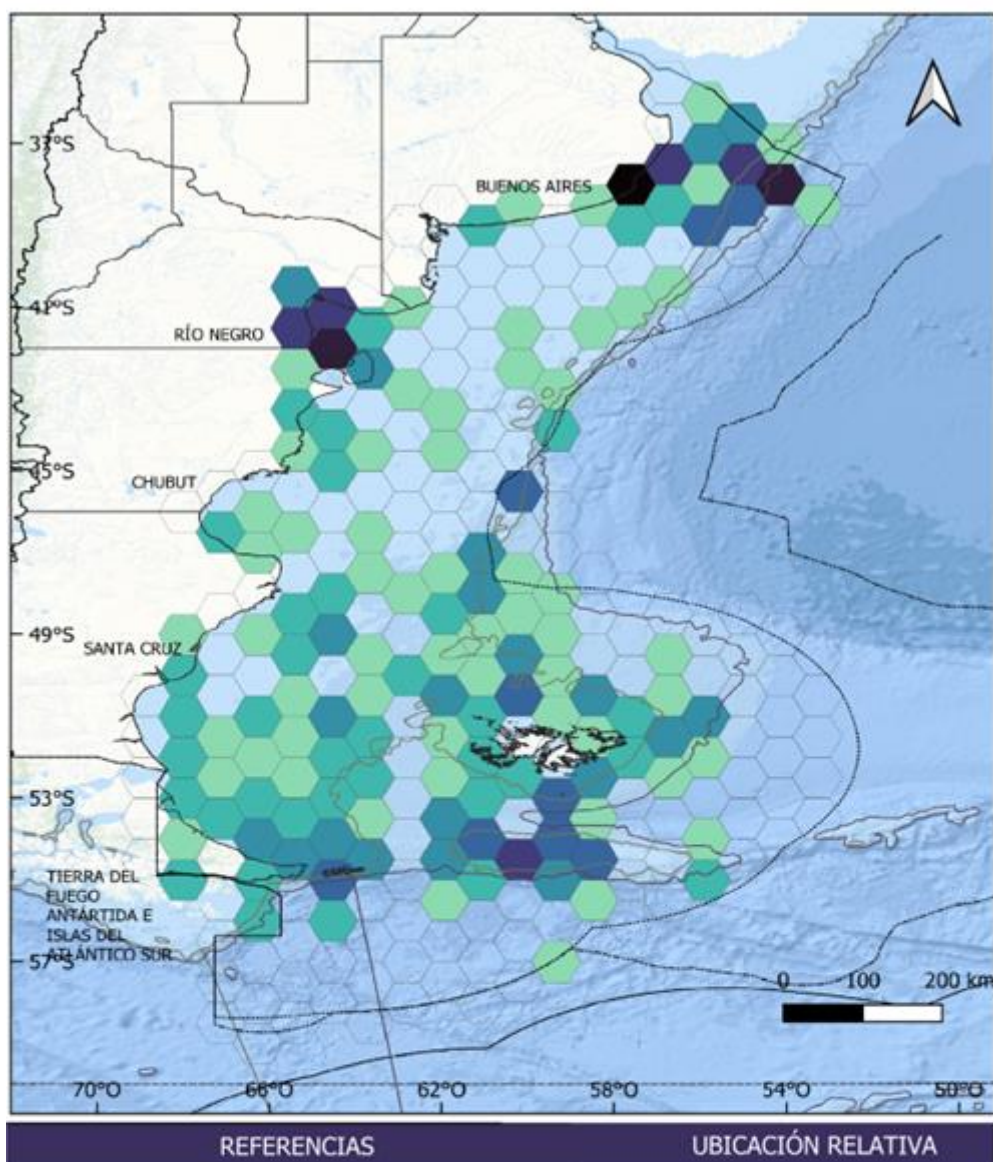 37°S
BUENOS AIRES
41°S
RÍO NEGRO
45°S
CHUBUT
49°S
SANTA CRUZ
53°S
TIERRA DEL
FUEGO
ANTÁRTIDA E
ISLAS DEL
ATLÁNTICO SUR
57°S
0 100 200 km
70°O 66°O 62°O 58°O 54°O 50°O
REFERENCIAS UBICACIÓN RELATIVA